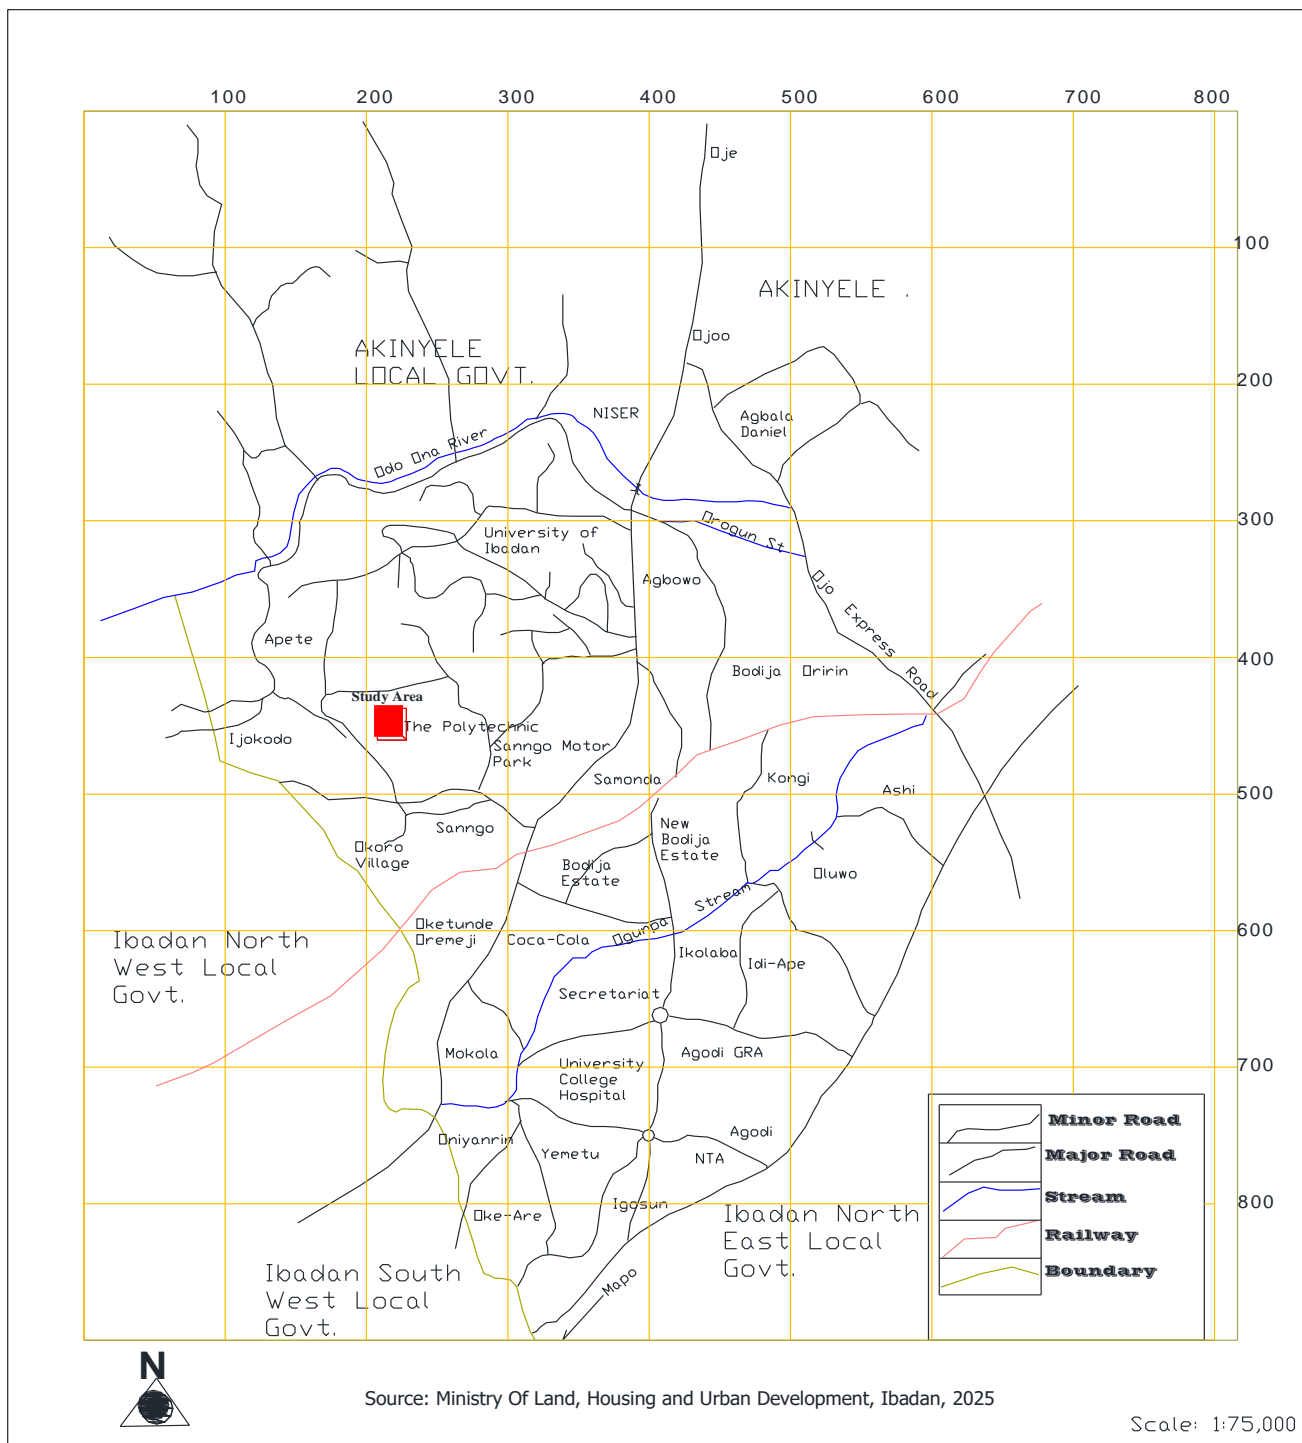 100 200 300 400 500 600 700 800
▯je
100
AKINYELE .
▯joo
AKINYELE
L▯CAL G▯VT.
200
NISER
Agbala
Daniel
▯do ▯na River
300
▯rogun St
University of
Ibadan
Agbowo
▯jo Express Road
Apete
400
Bodija ▯ririn
Study Area
The Polytechnic
Ijokodo
Sanngo Motor
Park
Samonda
Kongi
Ashi
500
Sanngo
New
Bodija
Estate
▯koro
Village
Bodija
Estate
▯luwo
Stream
▯gunpa
▯ketunde
▯remeji
Coca-Cola
600
Ibadan North
West Local
Govt.
Ikolaba
Idi-Ape
Secretariat
Mokola
Agodi GRA
University
College
Hospital
700
Minor Road
Major Road
Stream
Railway
Boundary
▯niyanrin
Yemetu
Agodi
NTA
Igosun
800
▯ke-Are
Ibadan North
East Local
Govt.
Ibadan South
West Local
Govt.
Mapo
N
Source: Ministry Of Land, Housing and Urban Development, Ibadan, 2025
Scale: 1:75,000